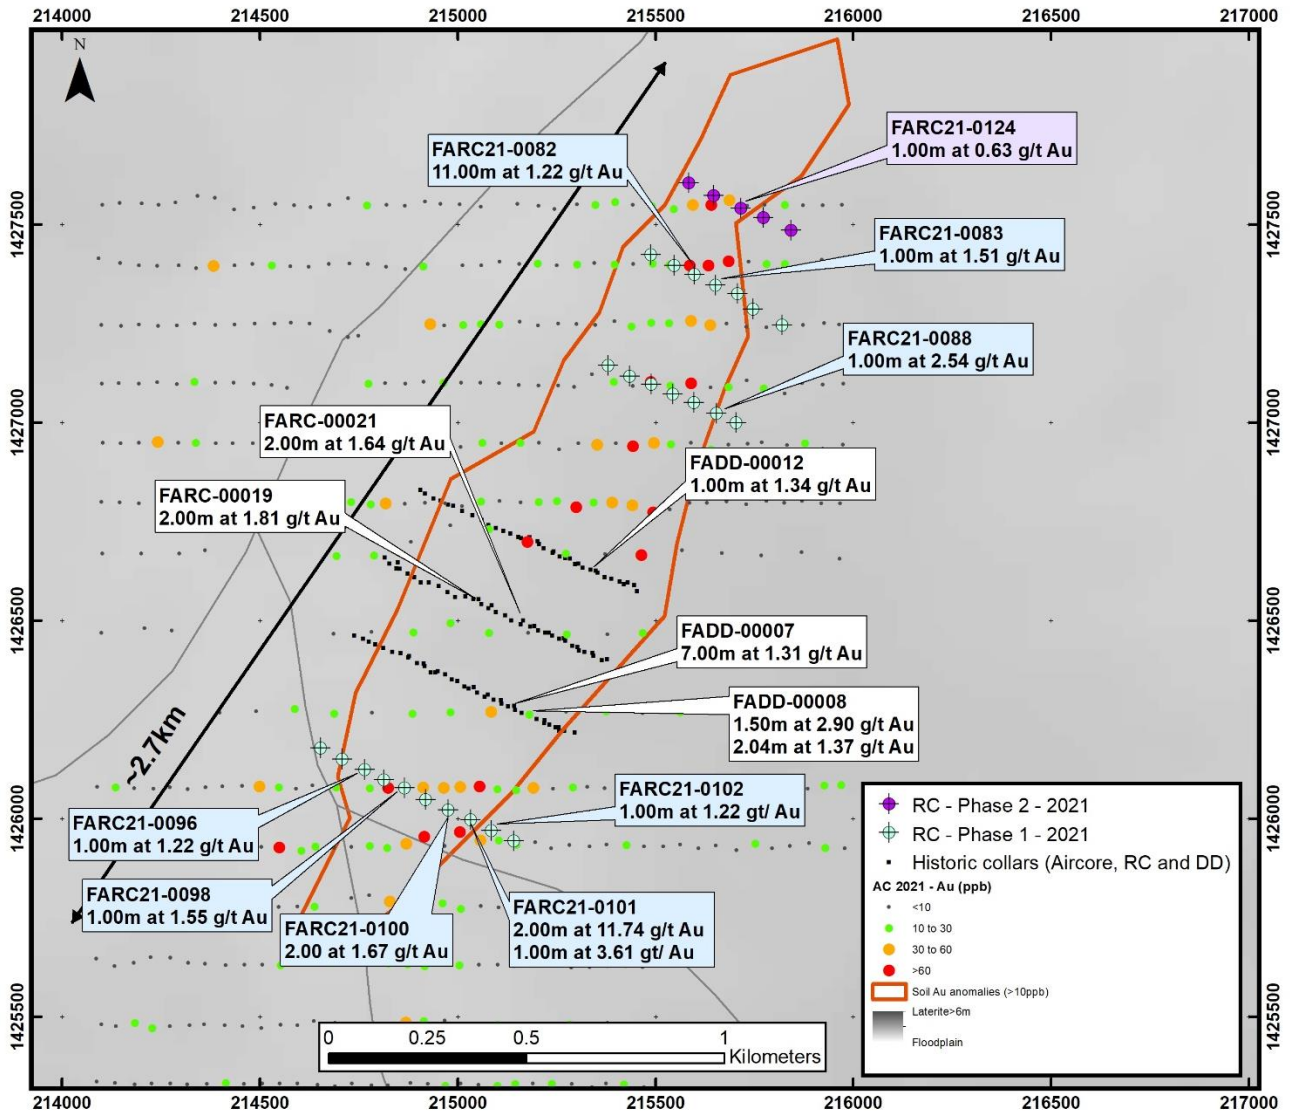 214000 214500 215000 215500 216000 216500 217000
N
1427500
1427000
1426500
1426000
1425500
1427500
1427000
1426500
1426000
1425500
FARC21-0124
1.00m at 0.63 g/t Au
FARC21-0082
11.00m at 1.22 g/t Au
FARC21-0083
1.00m at 1.51 g/t Au
FARC21-0088
1.00m at 2.54 g/t Au
FARC-00021
2.00m at 1.64 g/t Au
FADD-00012
1.00m at 1.34 g/t Au
FARC-00019
2.00m at 1.81 g/t Au
FADD-00007
7.00m at 1.31 g/t Au
FADD-00008
1.50m at 2.90 g/t Au
2.04m at 1.37 g/t Au
~2.7km
FARC21-0102
1.00m at 1.22 gt/ Au
FARC21-0096
1.00m at 1.22 g/t Au
FARC21-0098
1.00m at 1.55 g/t Au
FARC21-0100
2.00 at 1.67 g/t Au
FARC21-0101
2.00m at 11.74 g/t Au
1.00m at 3.61 gt/ Au
RC - Phase 2 - 2021
RC - Phase 1 - 2021
Historic collars (Aircore, RC and DD)
AC 2021 - Au (ppb)
<10
10 to 30
30 to 60
>60
Soil Au anomalies (>10ppb)
Laterite>6m
Floodplain
0 0.25 0.5 1
Kilometers
214000 214500 215000 215500 216000 216500 217000